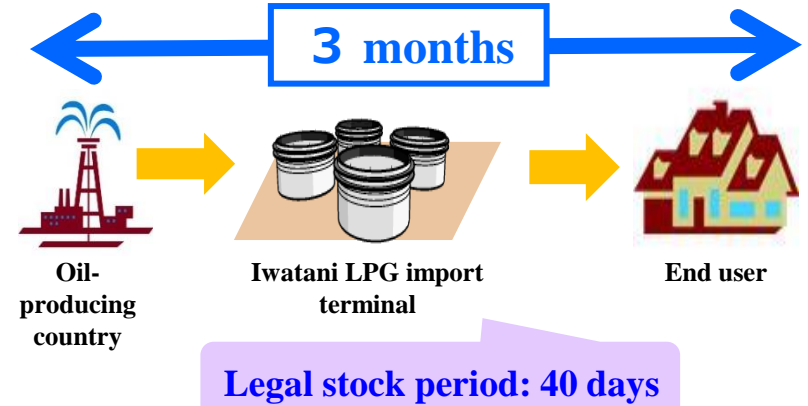 3 months
Oil-
producing
country
Iwatani LPG import
terminal
End user
Legal stock period: 40 days